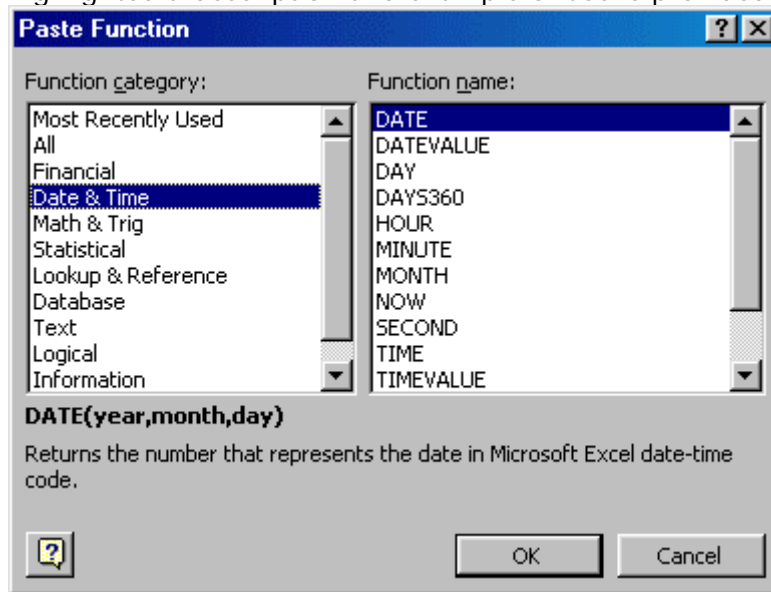 Paste Function
Function category:
Function name:
Most Recently Used
All
Financial
Date & Time
Math & Trig
Statistical
Lookup & Reference
Database
Text
Logical
Information
DATE
DATEVALUE
DAY
DAYS360
HOUR
MINUTE
MONTH
NOW
SECOND
TIME
TIMEVALUE
DATE(year,month,day)
Returns the number that represents the date in Microsoft Excel date-time
code.
OK
Cancel